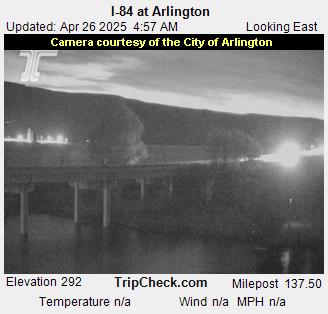 I-84 at Arlington
Updated: Apr 26 2025 4:57 AM Looking East
Camera courtesy of the City of Arlington
Elevation 292 TripCheck.com Milepost 137.50
Temperature n/a Wind n/a MPH n/a